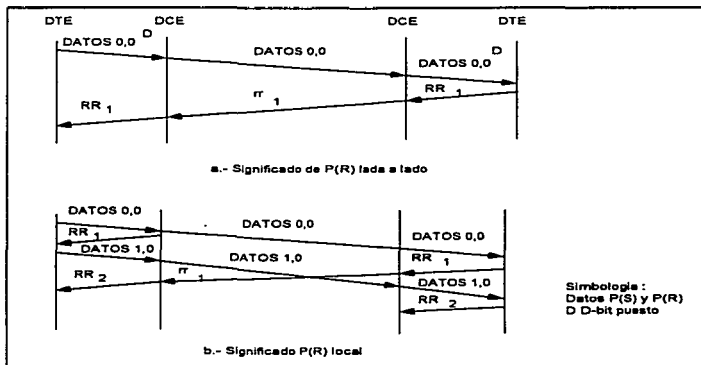 DTE DCE DCE DTE
D D
DATOS 0,0 DATOS 0,0 DATOS 0,0
RR 1 rr 1 RR 1
a.- Significado de P(R) lada a lado
DATOS 0,0 DATOS 0,0 DATOS 0,0
RR 1 RR 1
DATOS 1,0 DATOS 1,0 DATOS 1,0
RR 2 rr 1 RR 2
Simbologia :
Datos P(S) y P(R)
D D-bit puesto
b.- Significado P(R) local